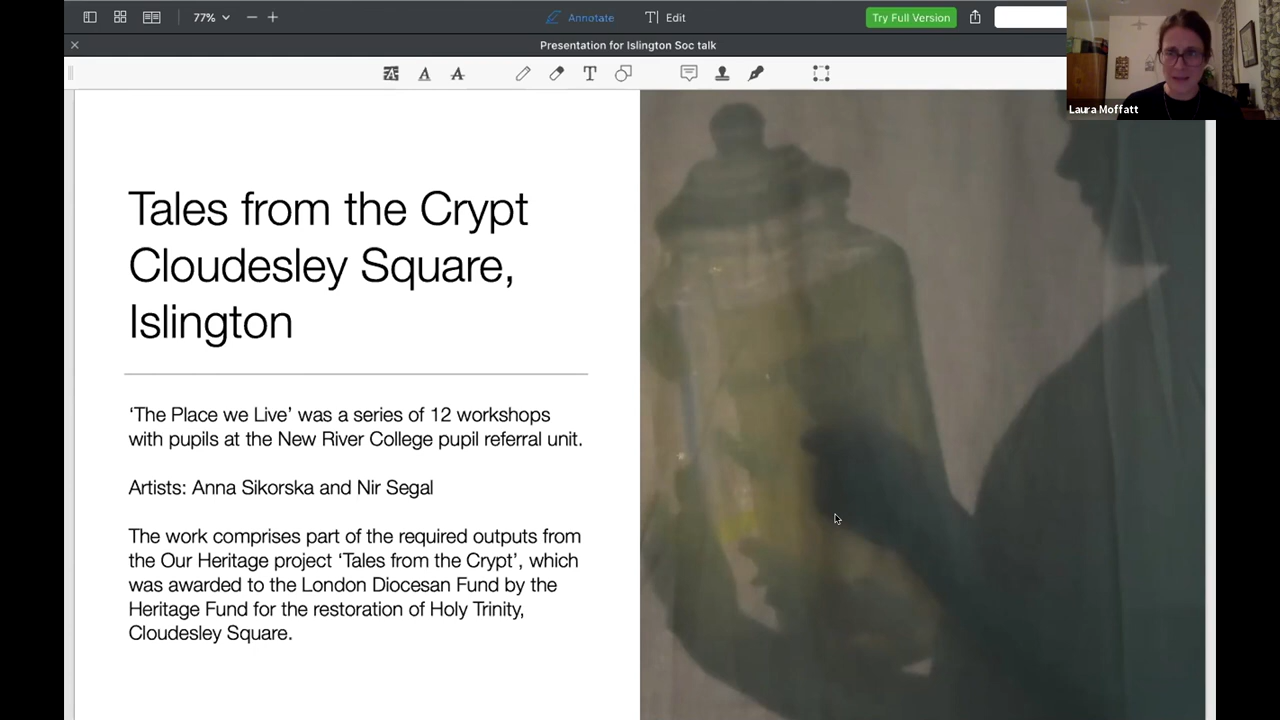 77%
Annotate
Edit
Try Full Version
Presentation for Islington Soc talk
Laura Moffatt
Tales from the Crypt
Cloudesley Square,
Islington
‘The Place we Live’ was a series of 12 workshops
with pupils at the New River College pupil referral unit.
Artists: Anna Sikorska and Nir Segal
The work comprises part of the required outputs from
the Our Heritage project ‘Tales from the Crypt’, which
was awarded to the London Diocesan Fund by the
Heritage Fund for the restoration of Holy Trinity,
Cloudesley Square.